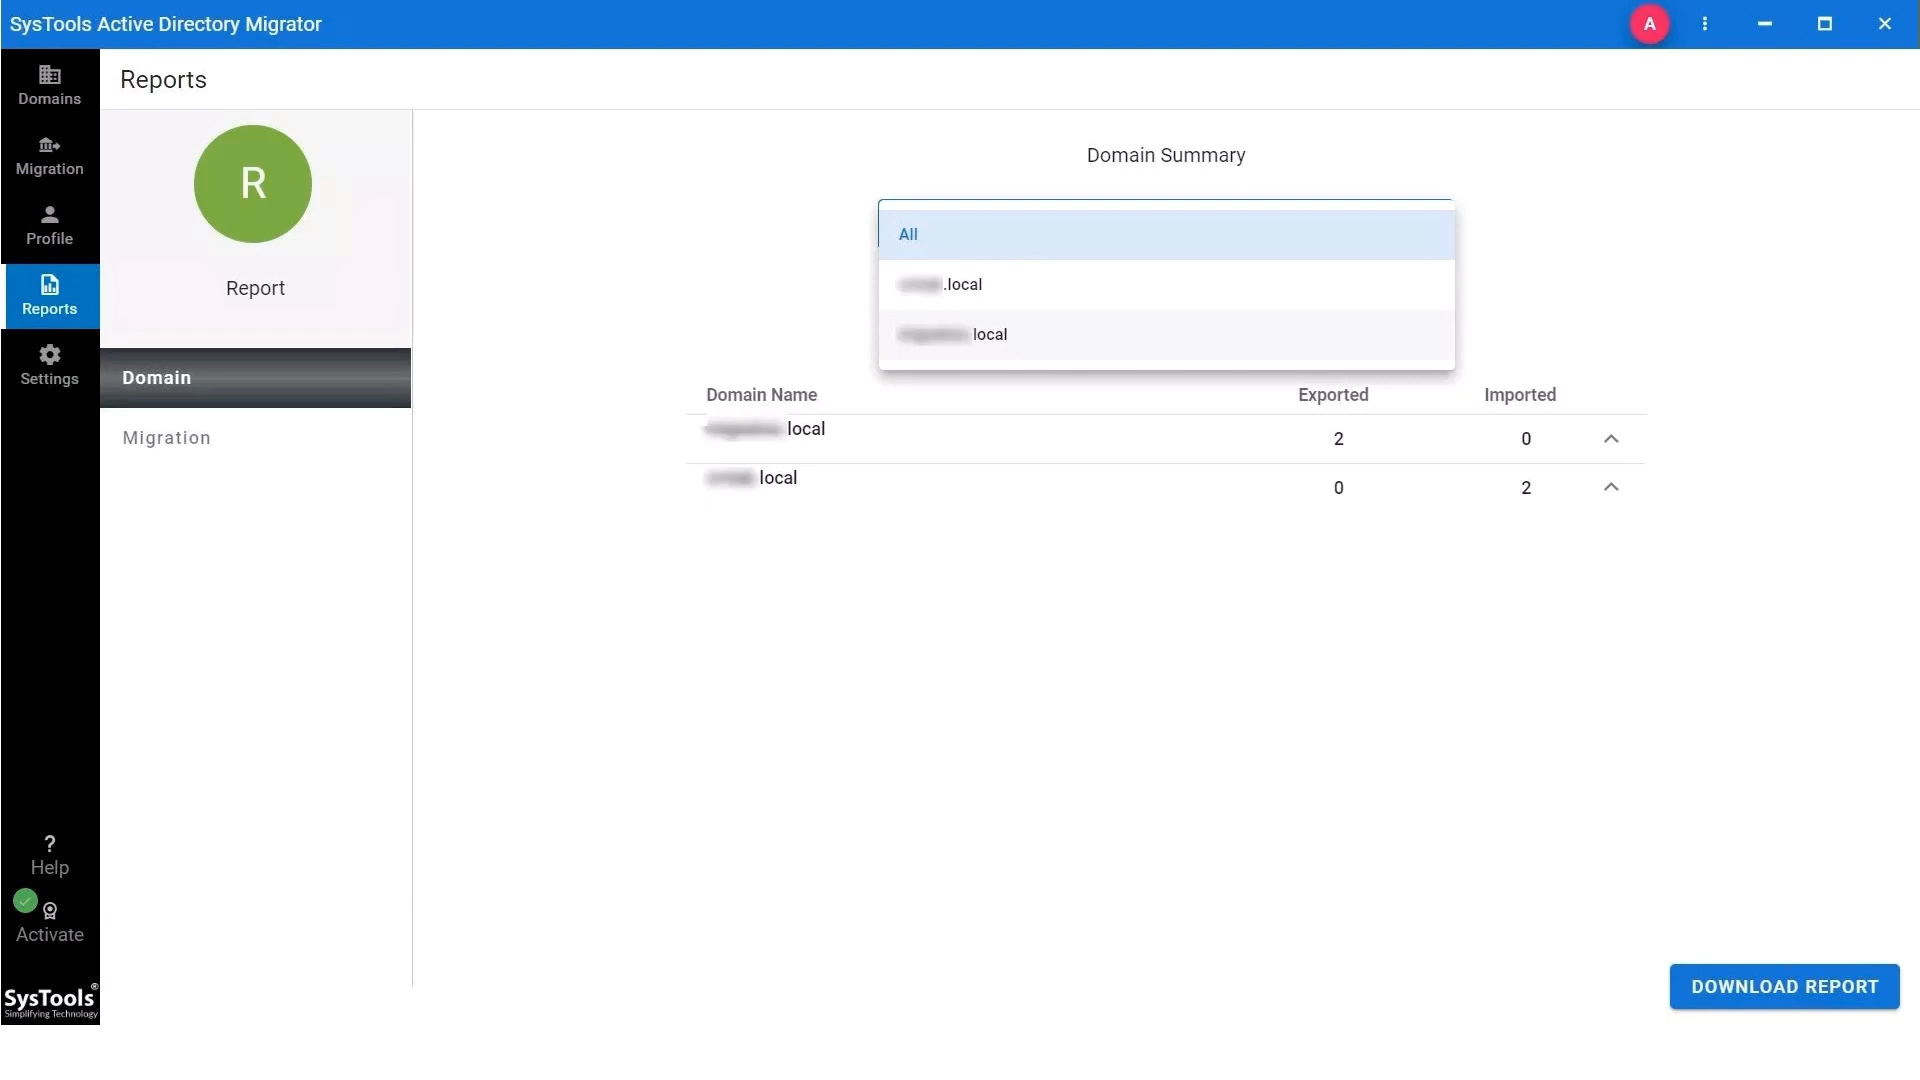 SysTools Active Directory Migrator
A
Domains
Migration
Profile
Reports
Settings
Help
Activate
SysTools®
Simplifying Technology
Reports
R
Report
Domain
Migration
Domain Summary
All
.local
local
Domain Name Exported Imported
local 2 0
local 0 2
DOWNLOAD REPORT